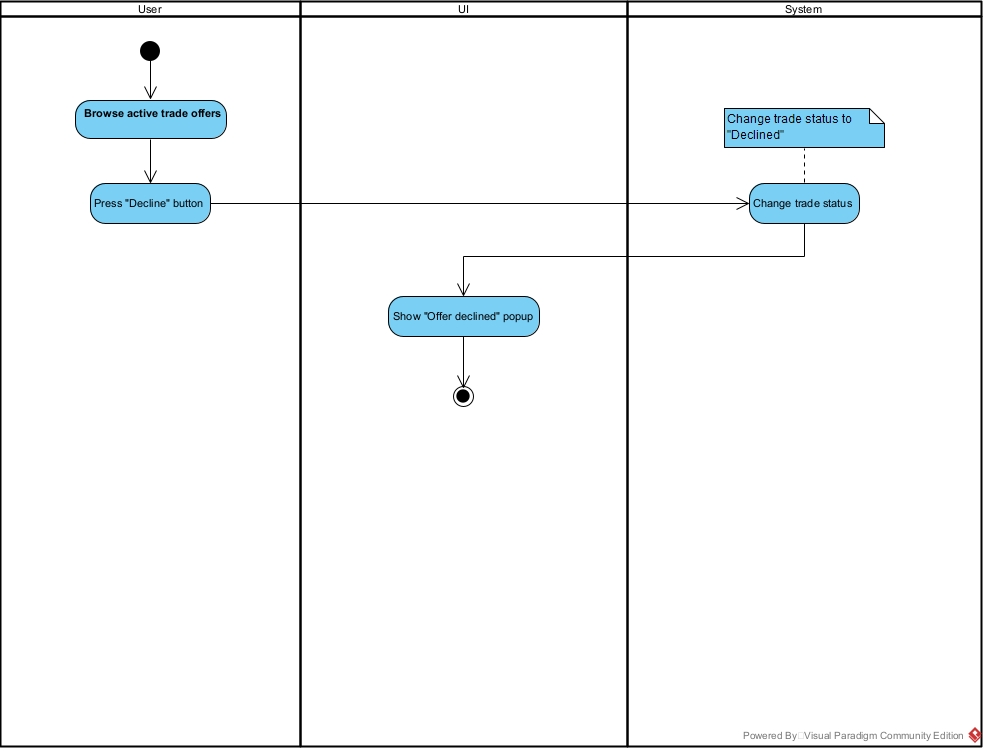 User
UI
System
Browse active trade offers
Change trade status to
"Declined"
Press "Decline" button
Change trade status
Show "Offer declined" popup
Powered By Visual Paradigm Community Edition